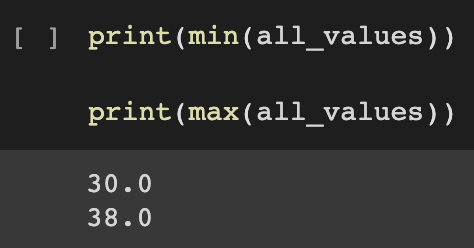 [ ] print(min(all_values))
print(max(all_values))
30.0
38.0